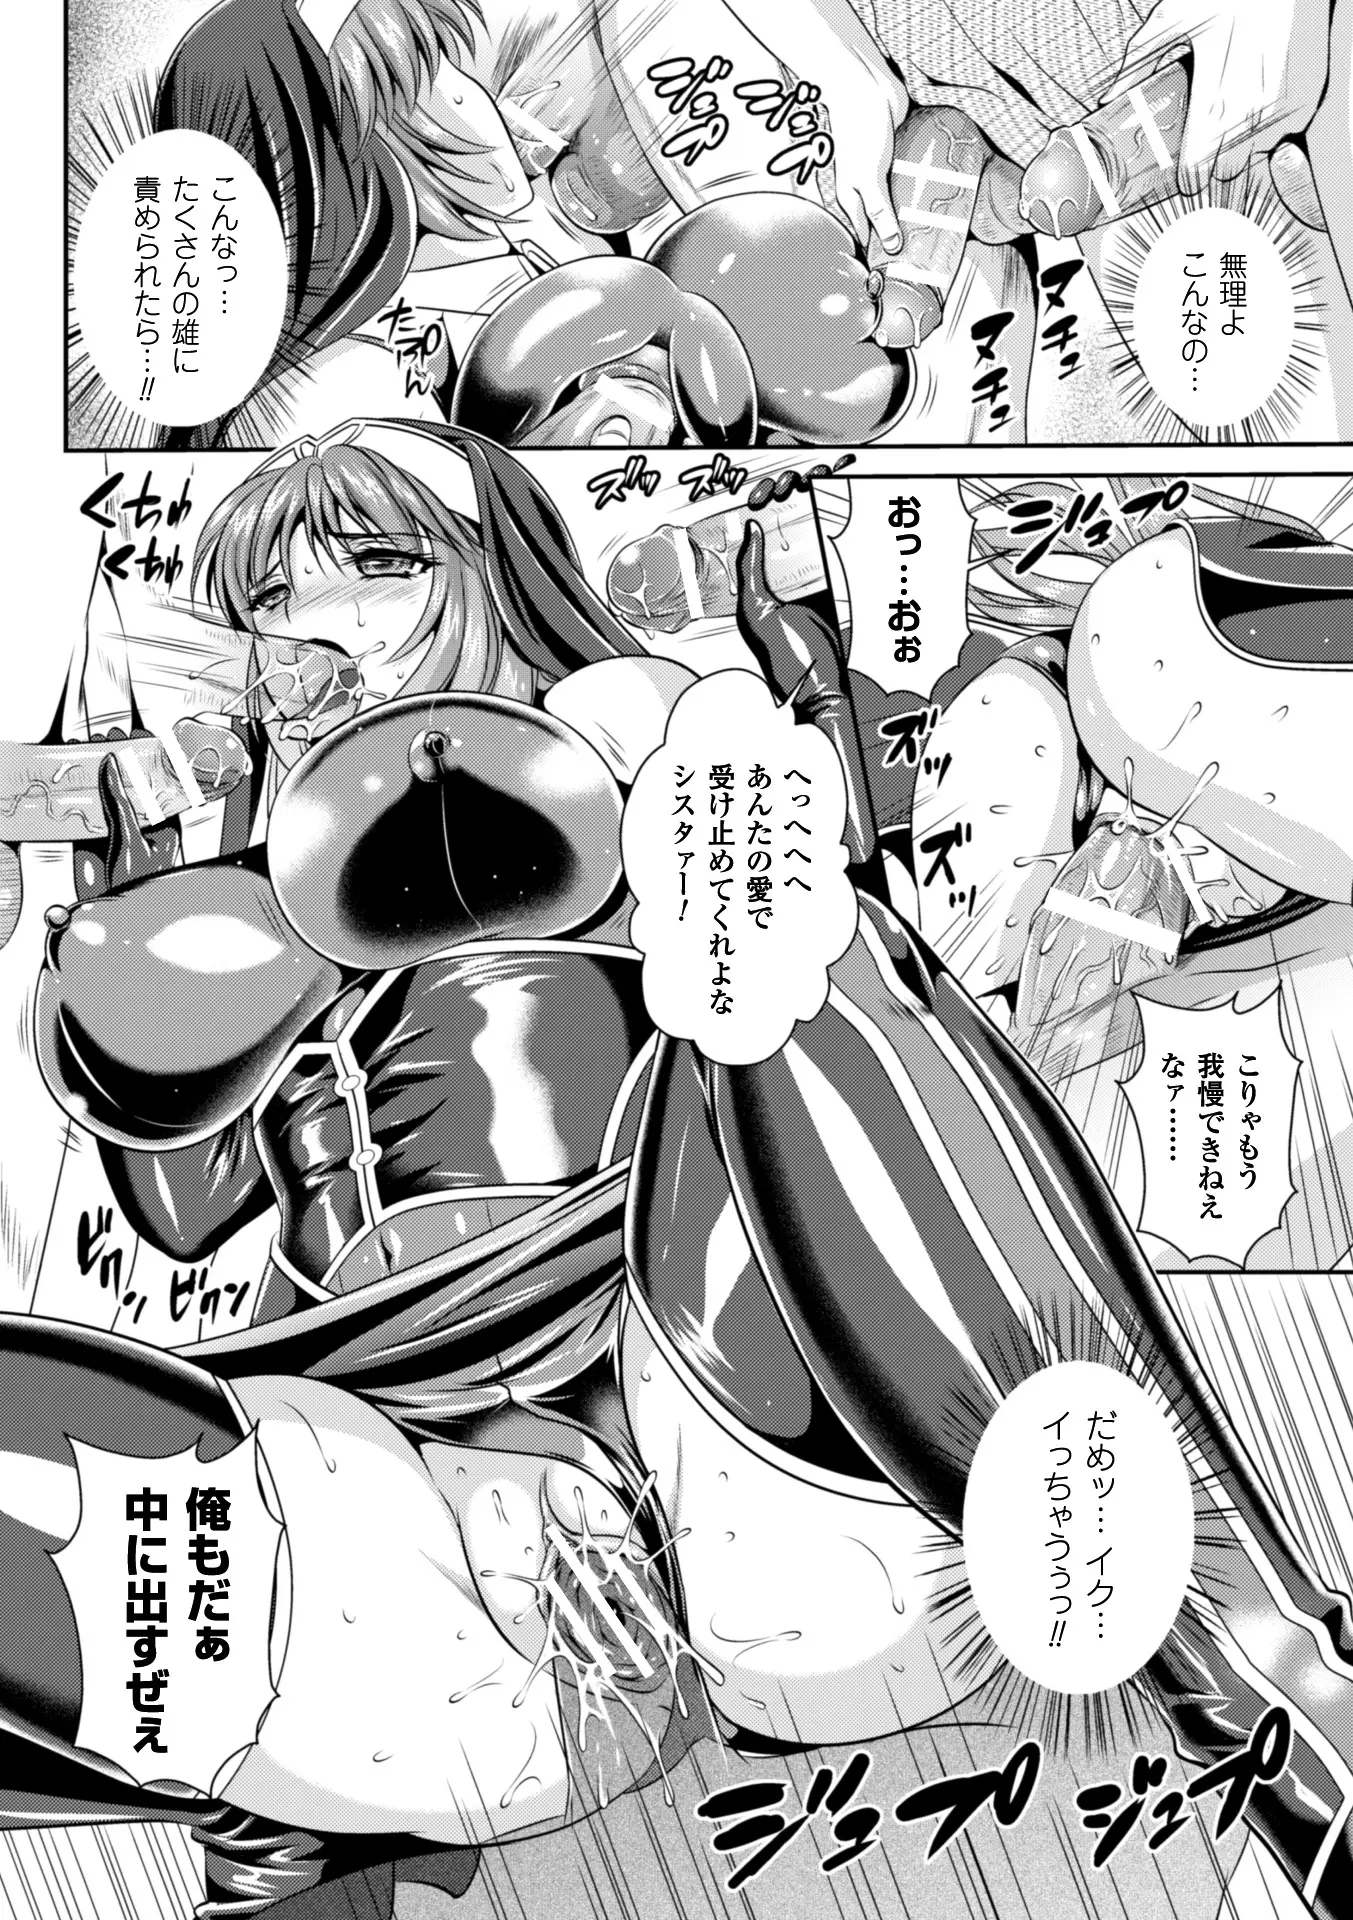 無理よ
こんなの…
ジュプ
ジュプ
マチュ
マチュ
たっぷん
こんなっ…
たくさんの雄に
責められたら…!!
ジュプ
おっ…おぉ
ズッ
ズッ
こりゃもう
我慢できねえ
なァ……
ズッ
ズッ
くちゅ
くちゅ
へっへへへ
あんたの愛で
受け止めてくれよな
シスタァー!
ビクン
ビクン
だめッ…イク…
イっちゃうぅっ!!
俺もだぁ
中に出すぜぇ
ジュプ
ジュプ